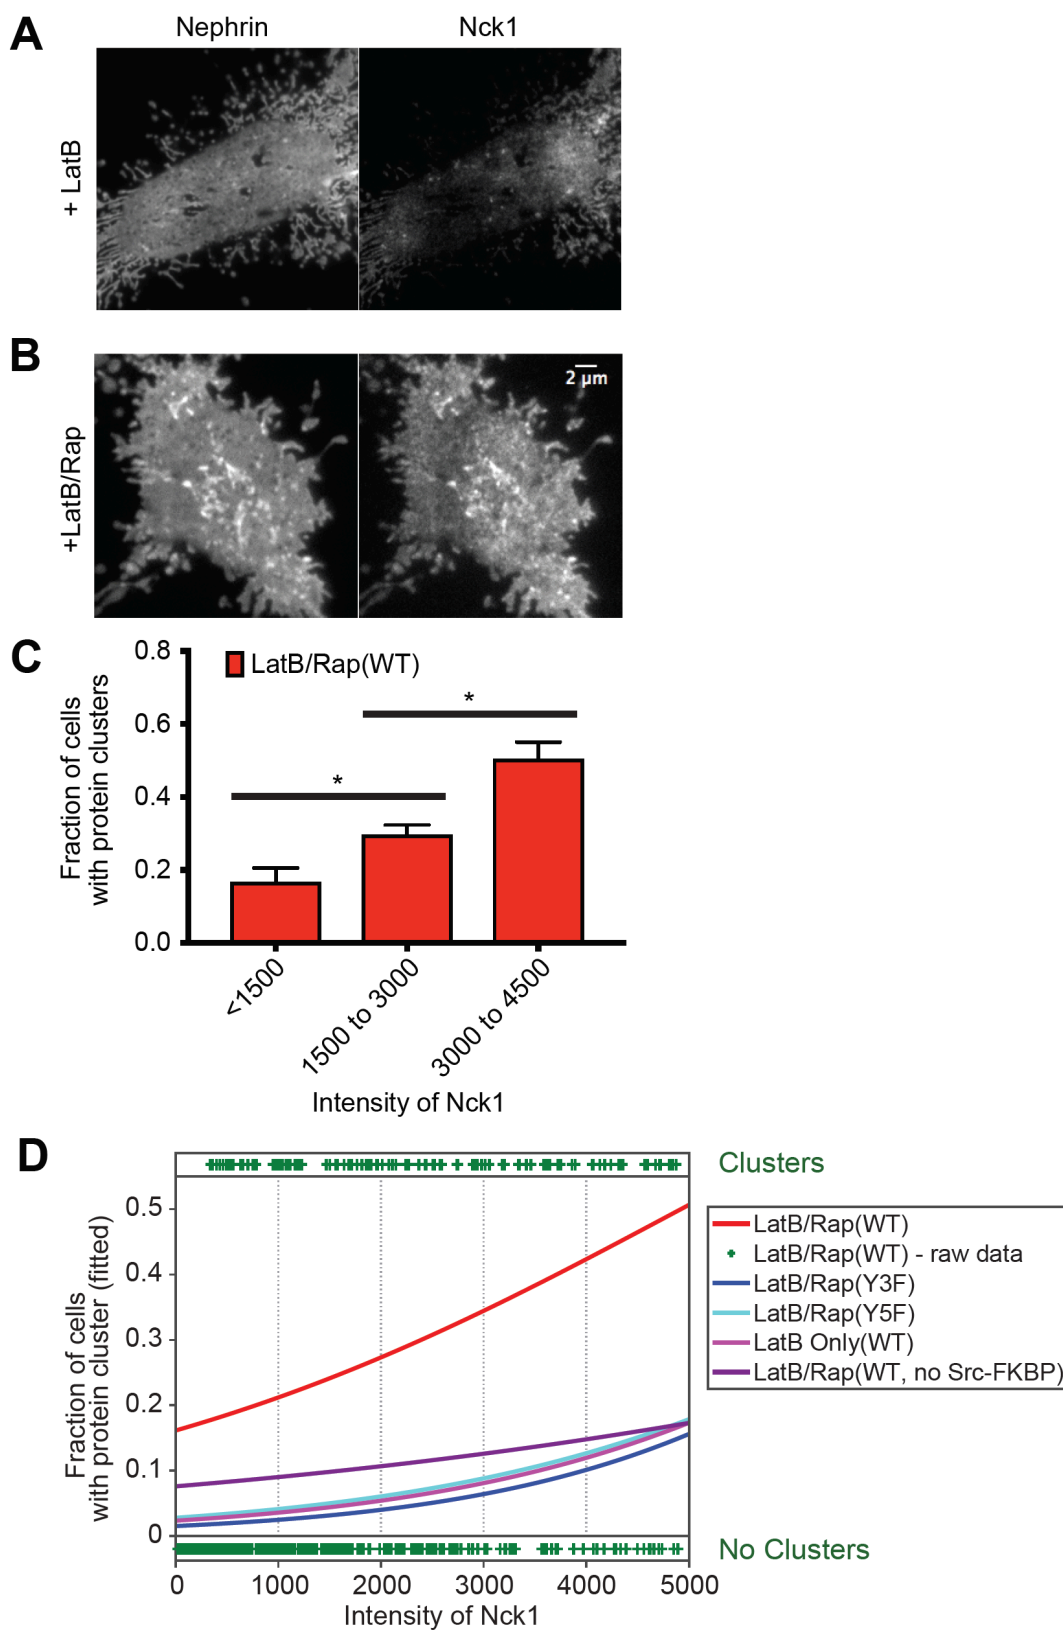 A
Nephrin
Nck1
+ LatB
B
2 µm
+LatB/Rap
C
LatB/Rap(WT)
*
*
0.8
0.6
0.4
0.2
0.0
Fraction of cells
with protein clusters
<1500
1500 to 3000
3000 to 4500
Intensity of Nck1
D
Clusters
0.5
0.4
0.3
0.2
0.1
0
Fraction of cells
with protein cluster (fitted)
LatB/Rap(WT)
LatB/Rap(WT) - raw data
LatB/Rap(Y3F)
LatB/Rap(Y5F)
LatB Only(WT)
LatB/Rap(WT, no Src-FKBP)
No Clusters
0 1000 2000 3000 4000 5000
Intensity of Nck1